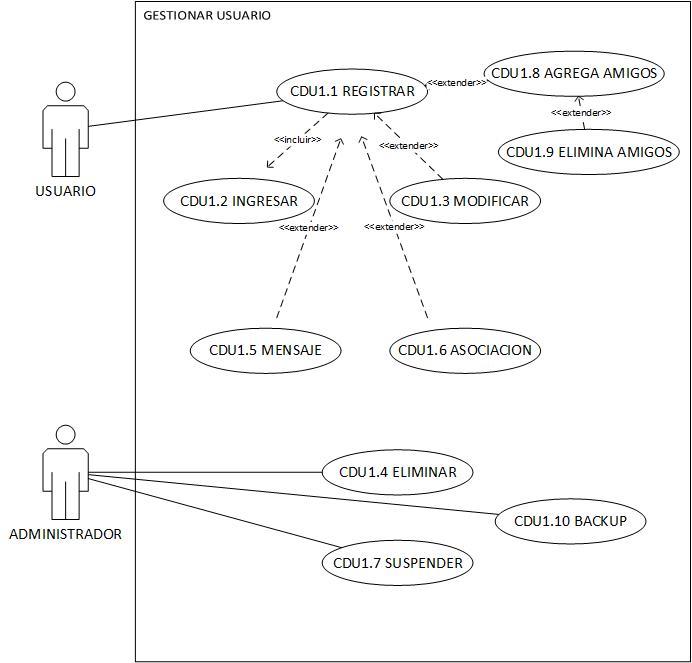 GESTIONAR USUARIO
CDU1.8 AGREGA AMIGOS
<<extender>>
CDU1.1 REGISTRAR
<<extender>>
<<incluir>>
<<extender>>
CDU1.9 ELIMINA AMIGOS
USUARIO
CDU1.2 INGRESAR
CDU1.3 MODIFICAR
<<extender>>
<<extender>>
CDU1.5 MENSAJE
CDU1.6 ASOCIACION
CDU1.4 ELIMINAR
CDU1.10 BACKUP
ADMINISTRADOR
CDU1.7 SUSPENDER